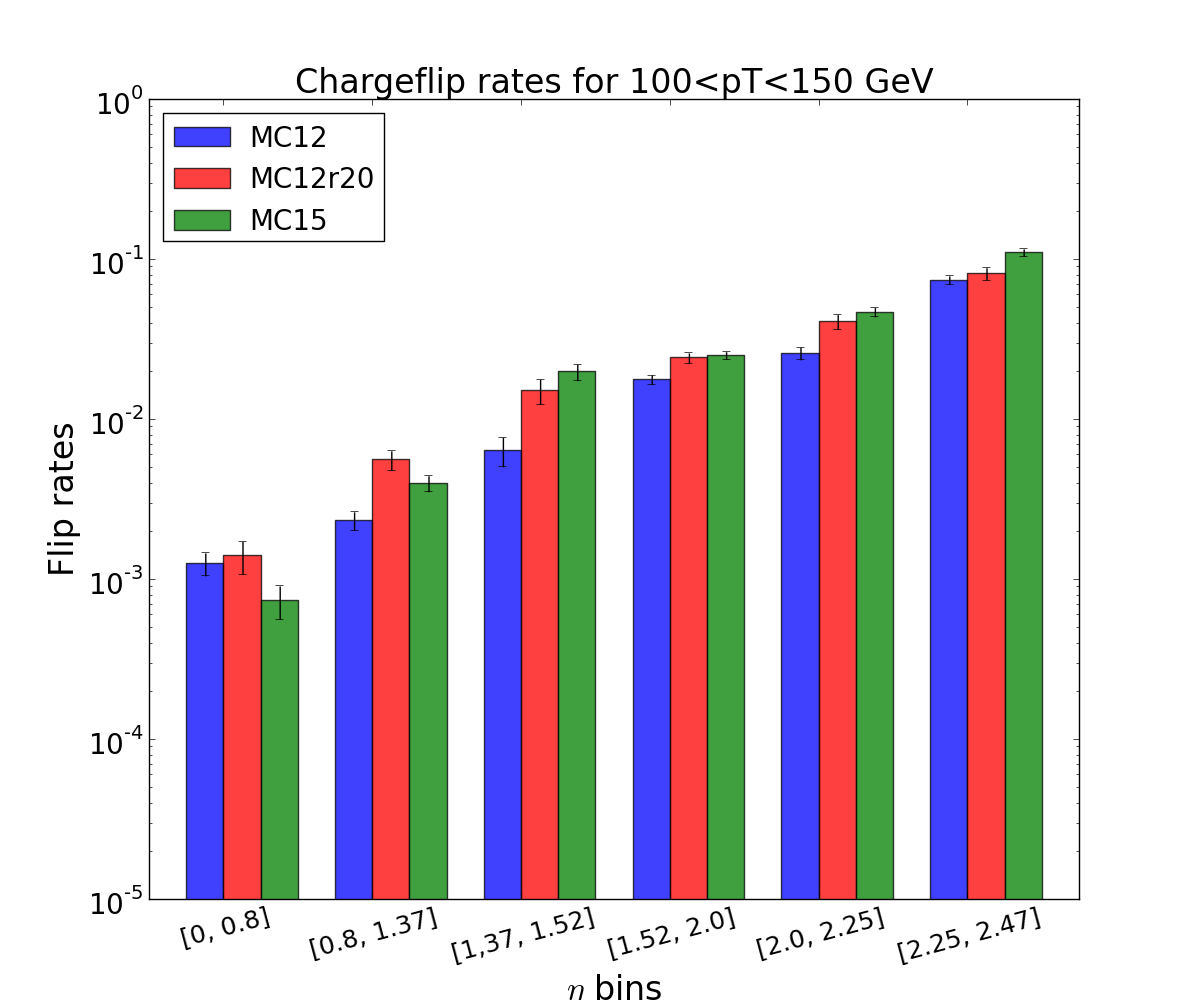 Chargeflip rates for 100<pT<150 GeV
MC12
MC12r20
MC15
10^0
10^-1
10^-2
10^-3
10^-4
10^-5
Flip rates
[0, 0.8]
[0.8, 1.37]
[1,37, 1.52]
[1.52, 2.0]
[2.0, 2.25]
[2.25, 2.47]
η bins